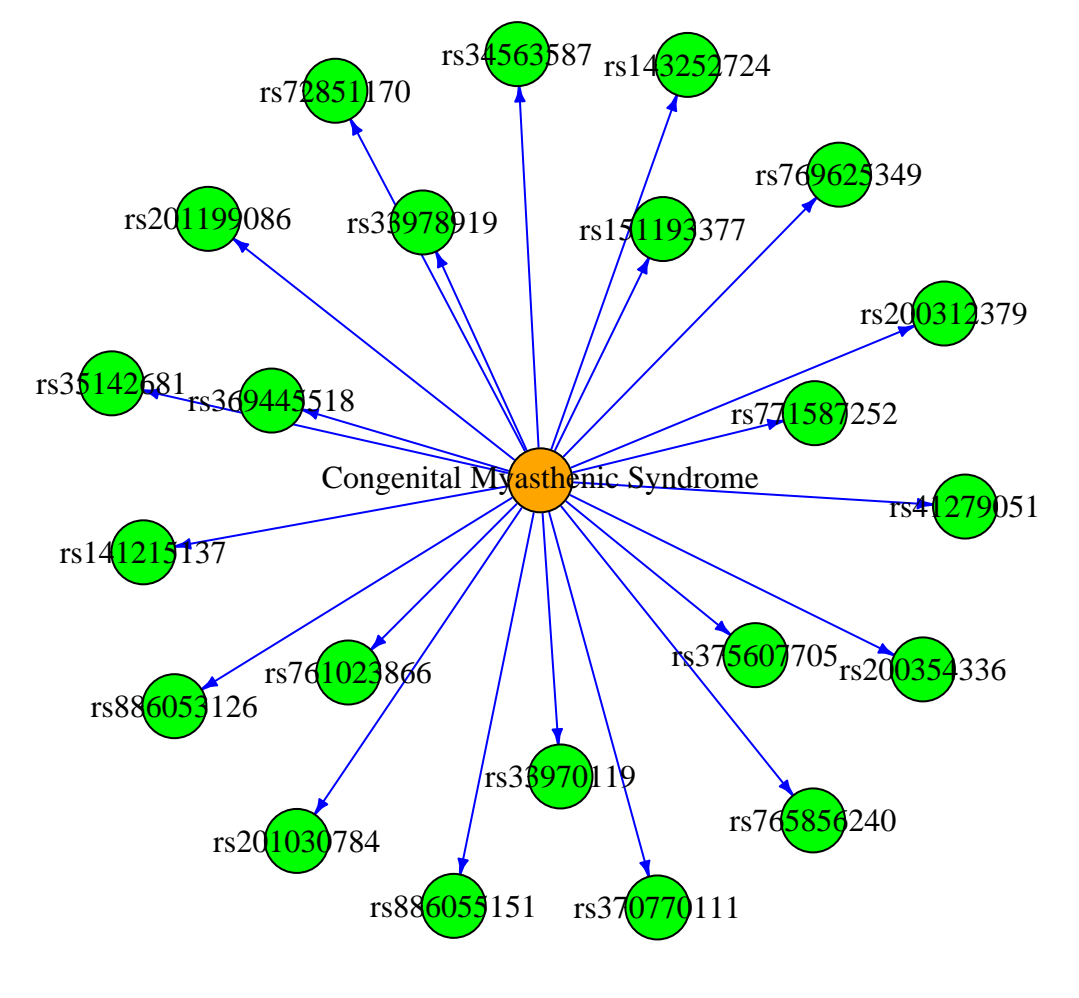 rs34563587
rs143252724
rs72851170
rs769625349
rs201199086
rs33978919
rs151193377
rs200312379
rs35142681
rs369445518
rs771587252
Congenital Myasthenic Syndrome
rs41279051
rs141215137
rs375607705
rs200354336
rs761023866
rs886053126
rs33970119
rs765856240
rs201030784
rs886055151
rs370770111